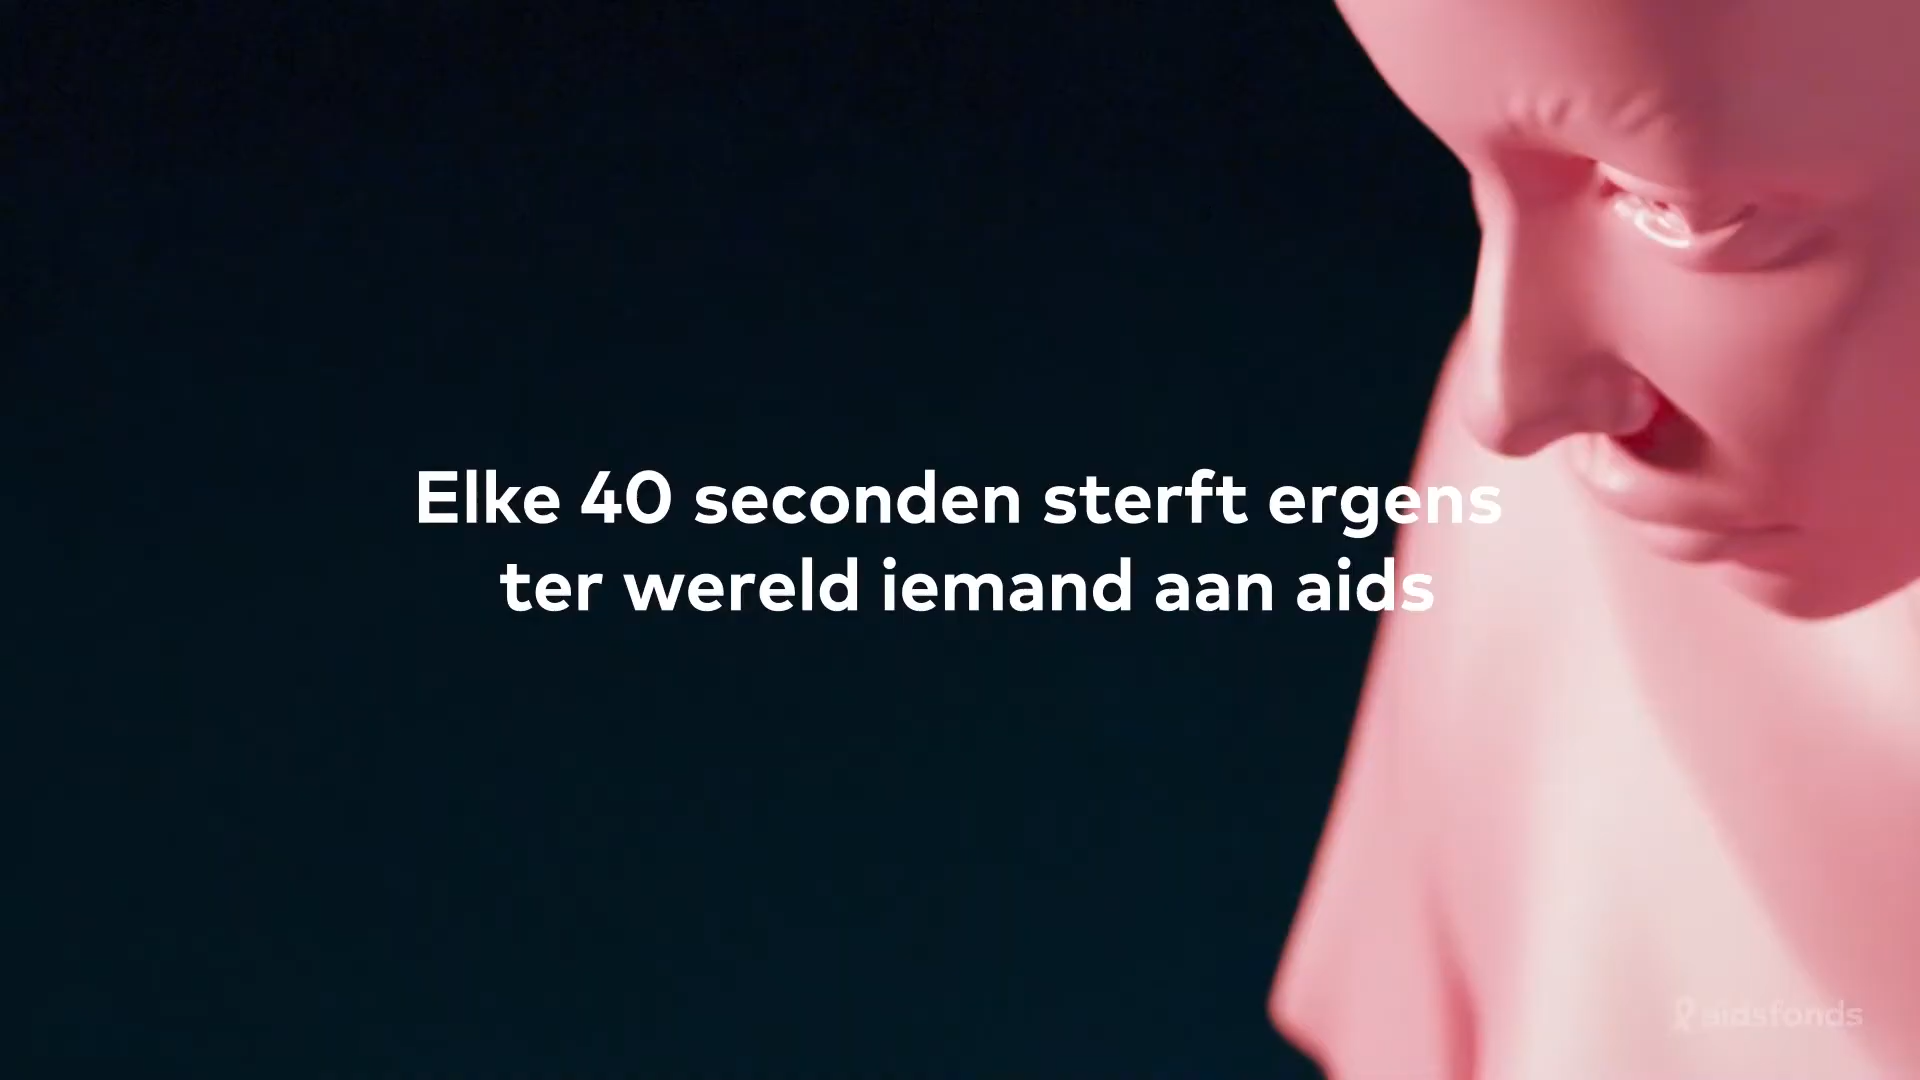 Elke 40 seconden sterft ergens
ter wereld iemand aan aids
aidsfonds